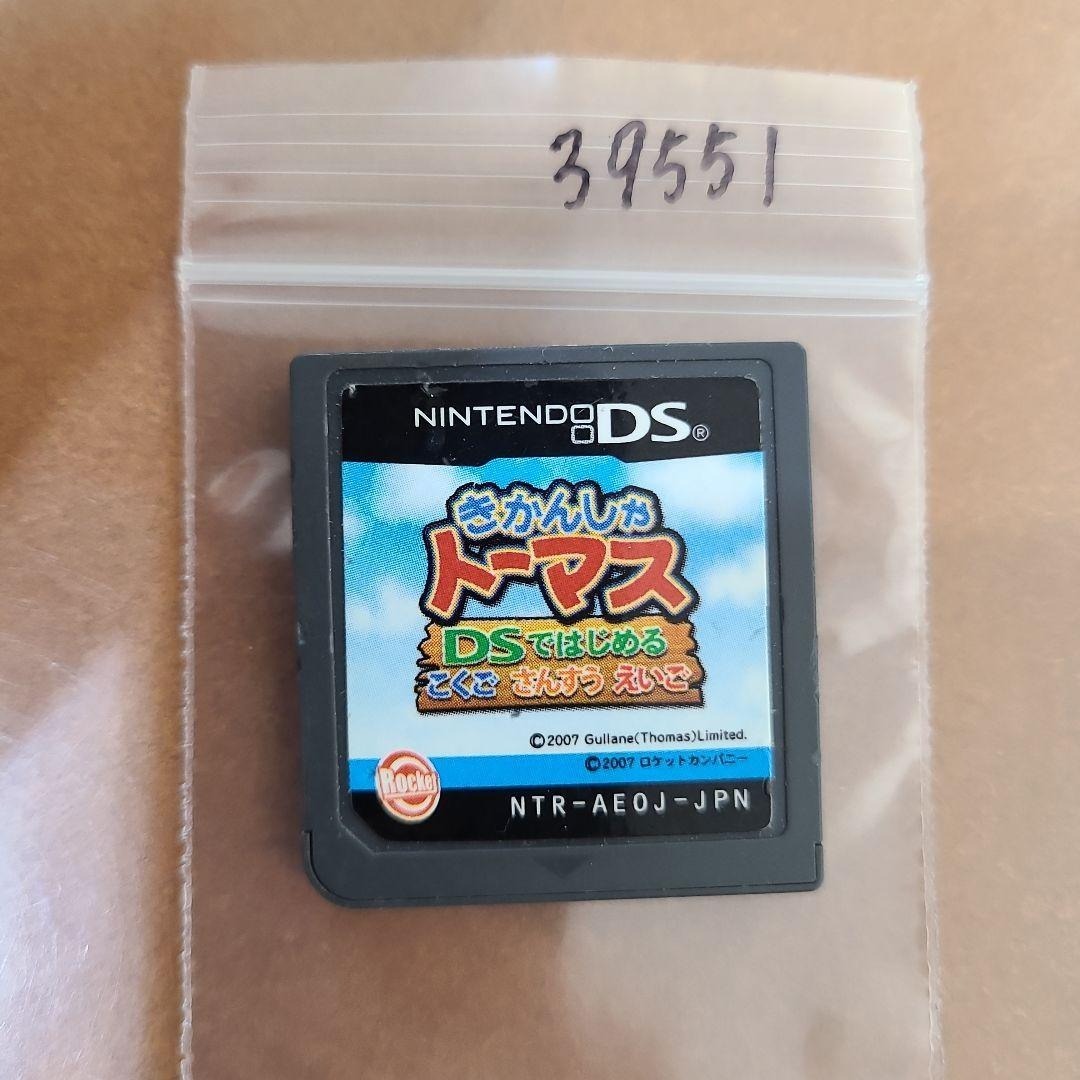 39551
NINTENDO DS®
きかんしゃ
トーマス
DSではじめる
こくご さんすう えいご
©2007 Gullane(Thomas)Limited.
©2007 ロケットカンパニー
Rocket
NTR-AEOJ-JPN